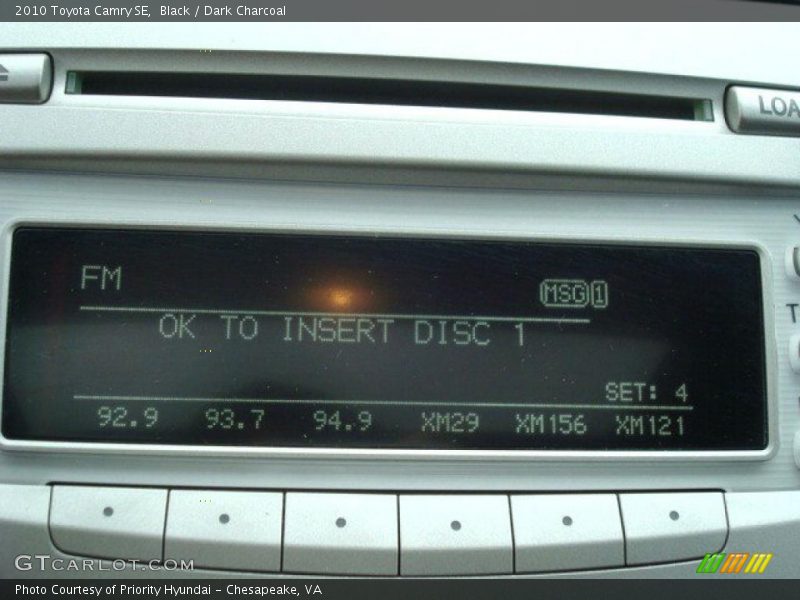 2010 Toyota Camry SE, Black / Dark Charcoal
LOA
FM
MSG 1
OK TO INSERT DISC 1
SET: 4
92.9 93.7 94.9 XM29 XM156 XM121
T
GTCARLOT.COM
Photo Courtesy of Priority Hyundai - Chesapeake, VA